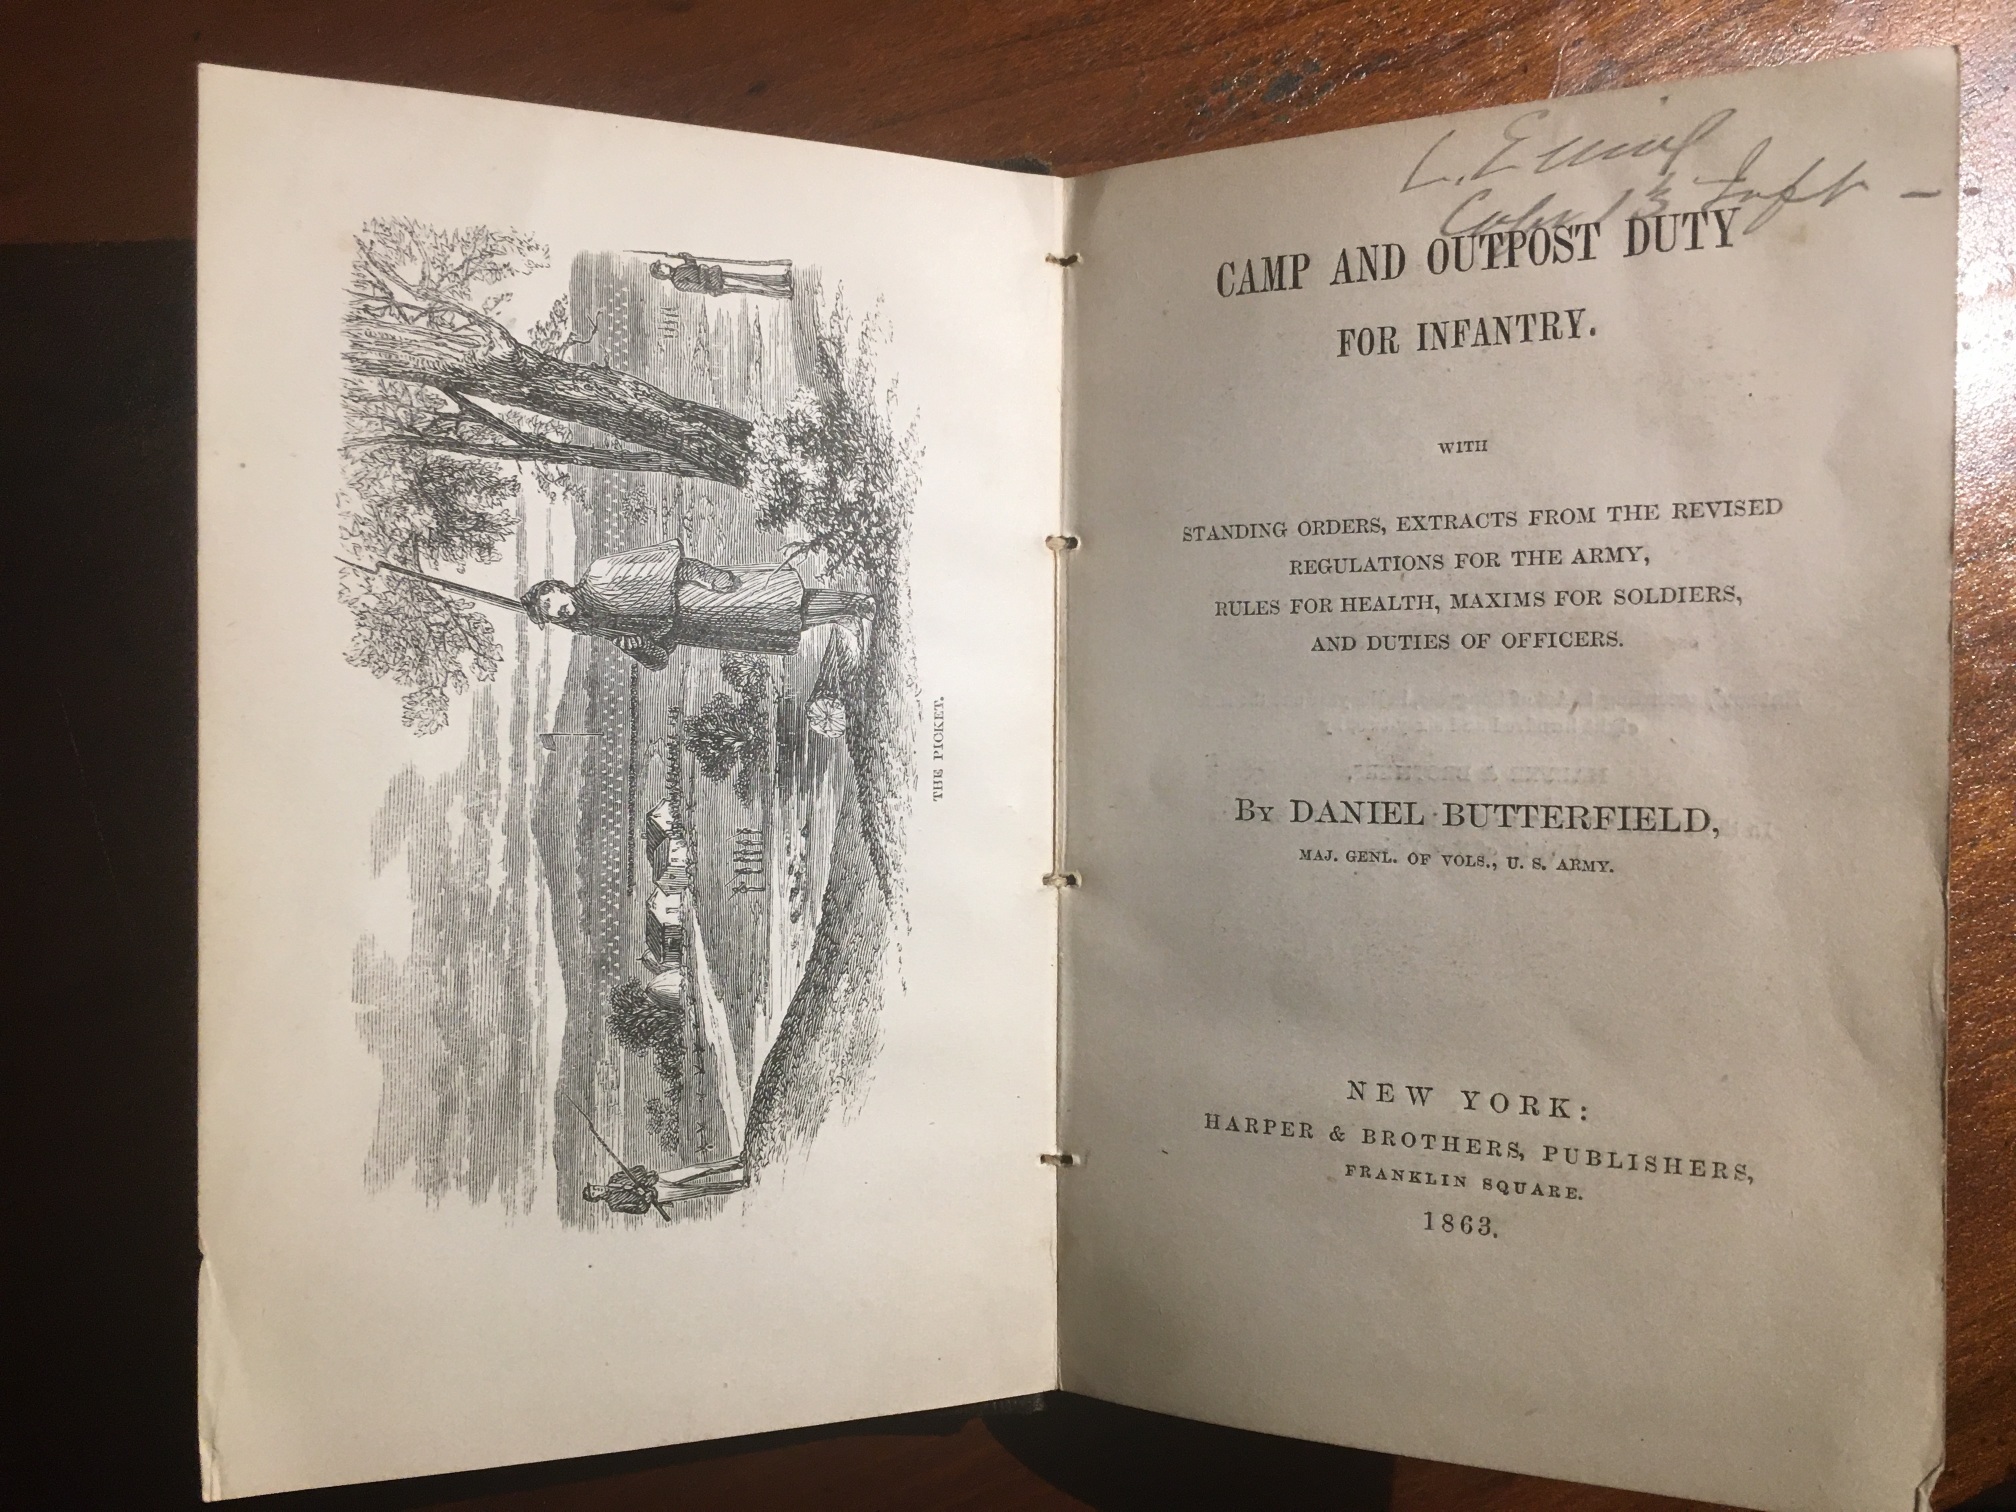 THE PICKET.
L.
CAMP AND OUTPOST DUTY
FOR INFANTRY.
WITH
STANDING ORDERS, EXTRACTS FROM THE REVISED
REGULATIONS FOR THE ARMY,
RULES FOR HEALTH, MAXIMS FOR SOLDIERS,
AND DUTIES OF OFFICERS.
BY DANIEL BUTTERFIELD,
MAJ. GENL. OF VOLS., U. S. ARMY.
NEW YORK:
HARPER & BROTHERS, PUBLISHERS,
FRANKLIN SQUARE.
1863.